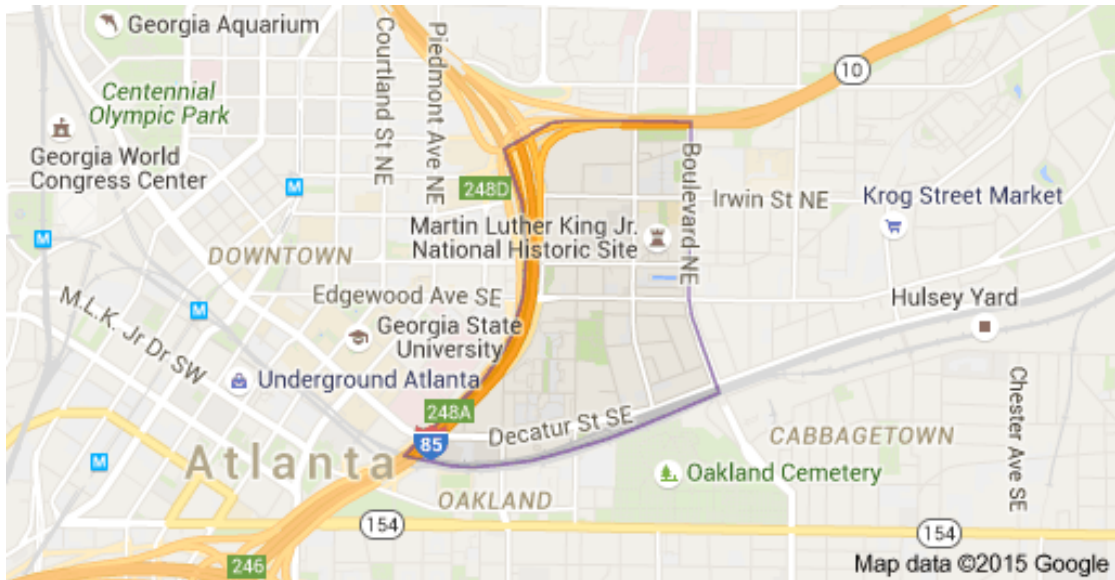 Georgia Aquarium
Courtland St NE
Piedmont Ave NE
10
Centennial
Olympic Park
Georgia World
Congress Center
248D
Boulevard NE
Irwin St NE
Krog Street Market
M
Martin Luther King Jr.
National Historic Site
M
DOWNTOWN
Edgewood Ave SE
Hulsey Yard
M.L.K. Jr Dr SW
M
Georgia State
University
Underground Atlanta
248A
Chester Ave SE
85
Decatur St SE
CABBAGETOWN
M
Atlanta
Oakland Cemetery
OAKLAND
154
154
246
Map data ©2015 Google